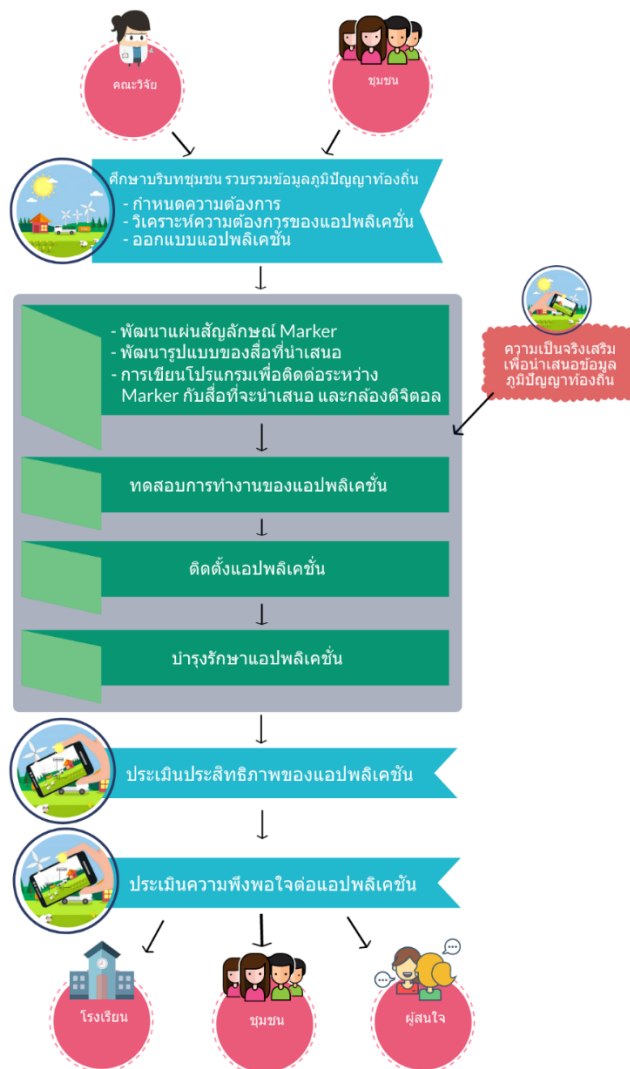 คณะวิจัย
ชุมชน
ศึกษาบริบทชุมชน รวบรวมข้อมูลภูมิปัญญาท้องถิ่น
- กำหนดความต้องการ
- วิเคราะห์ความต้องการของแอปพลิเคชั่น
- ออกแบบแอปพลิเคชั่น
- พัฒนาแผ่นสัญลักษณ์ Marker
- พัฒนารูปแบบของสื่อที่นำเสนอ
- การเขียนโปรแกรมเพื่อติดต่อระหว่าง
Marker กับสื่อที่จะนำเสนอ และกล้องดิจิตอล
ความเป็นจริงเสริม
เพื่อนำเสนอข้อมูล
ภูมิปัญญาท้องถิ่น
ทดสอบการทำงานของแอปพลิเคชั่น
ติดตั้งแอปพลิเคชั่น
บำรุงรักษาแอปพลิเคชั่น
ประเมินประสิทธิภาพของแอปพลิเคชัน
ประเมินความพึงพอใจต่อแอปพลิเคชัน
โรงเรียน
ชุมชน
ผู้สนใจ